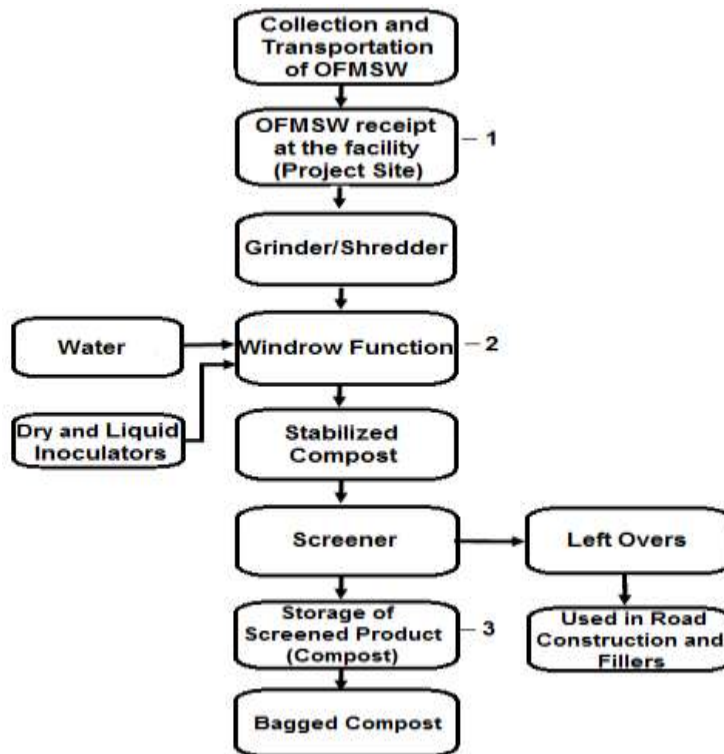 Collection and
Transportation
of OFMSW
OFMSW receipt
at the facility
(Project Site)
1
Grinder/Shredder
Water
Windrow Function
2
Dry and Liquid
Inoculators
Stabilized
Compost
Screener
Left Overs
Storage of
Screened Product
(Compost)
3
Used in Road
Construction and
Fillers
Bagged Compost